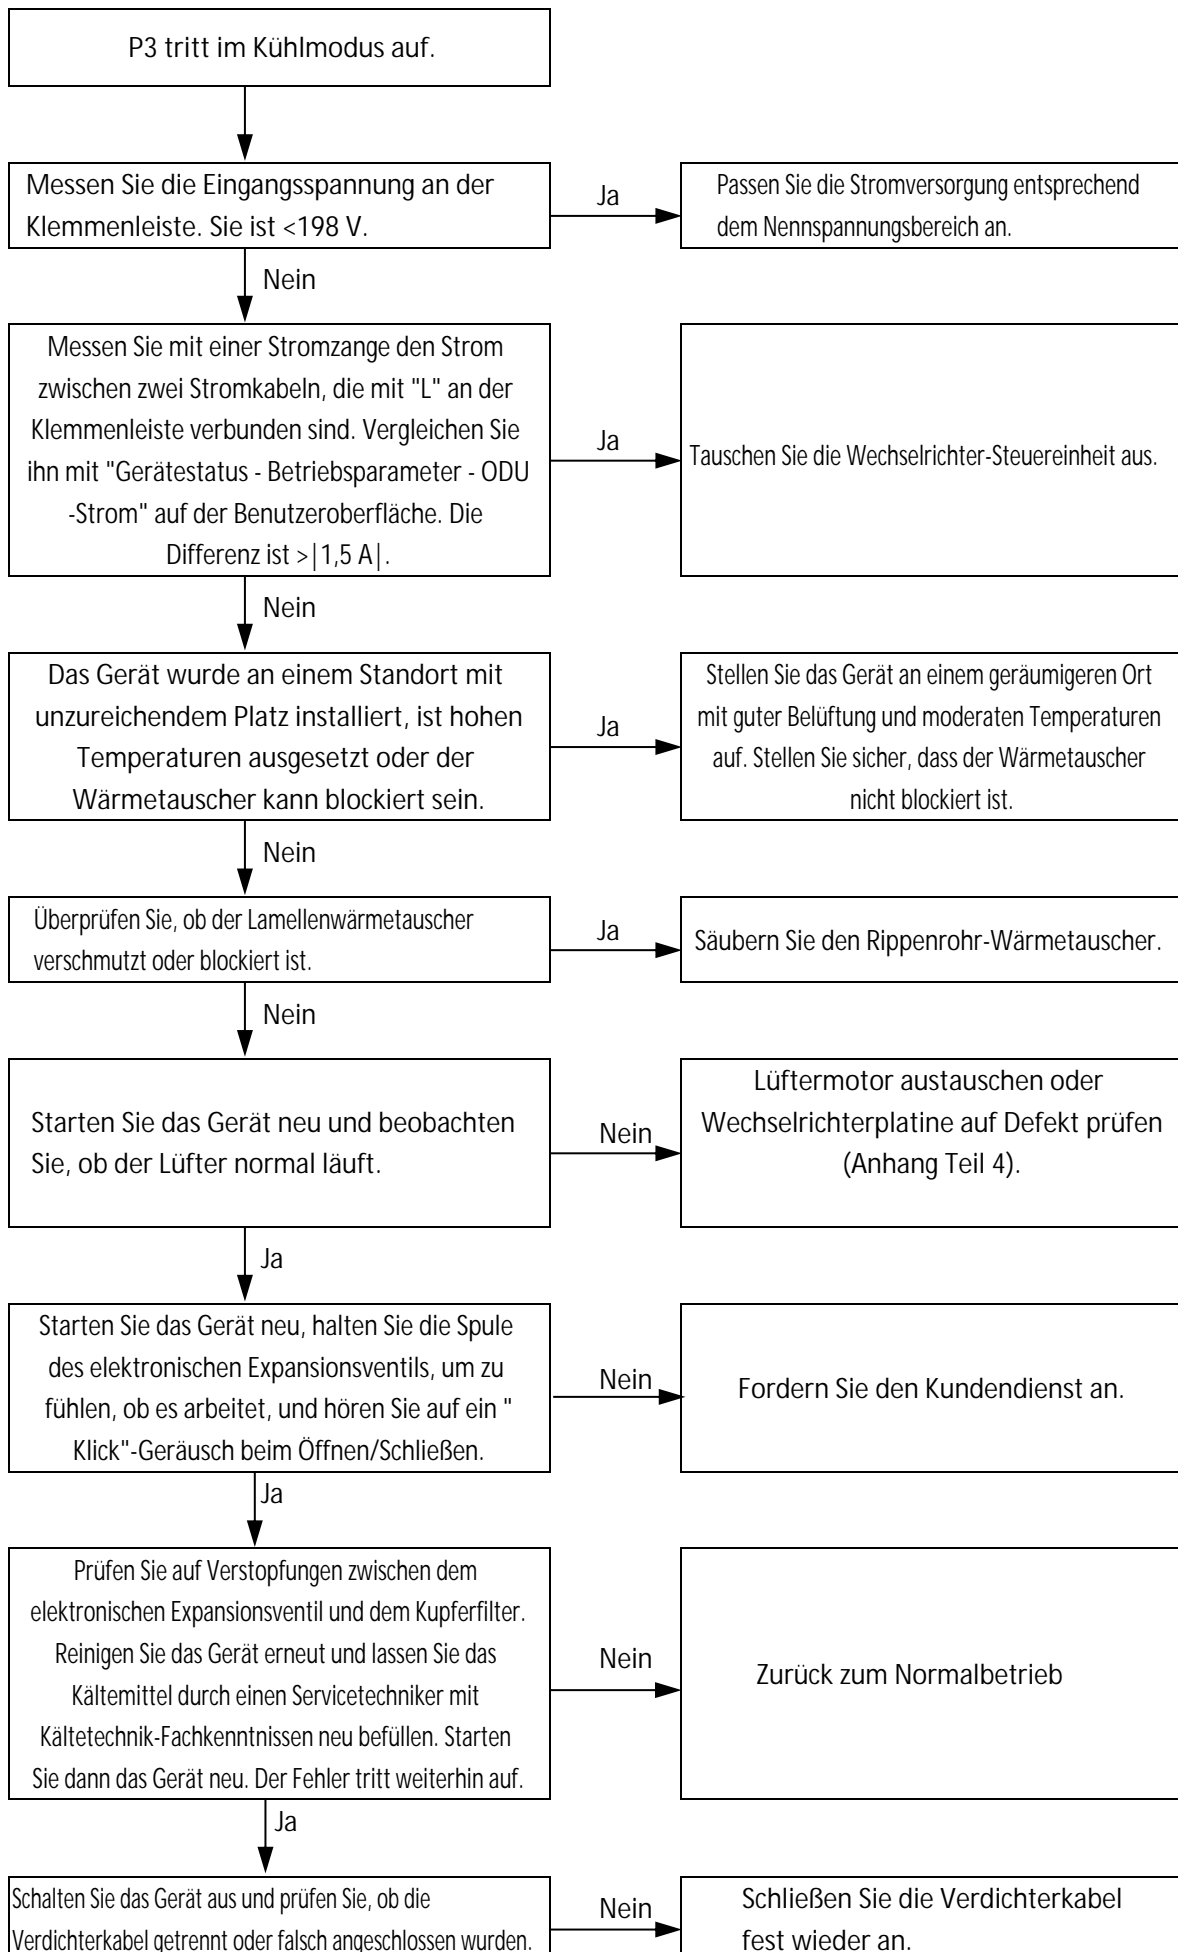 P3 tritt im Kühlmodus auf.
Messen Sie die Eingangsspannung an der
Klemmenleiste. Sie ist <198 V.
Ja
Passen Sie die Stromversorgung entsprechend
dem Nennspannungsbereich an.
Nein
Messen Sie mit einer Stromzange den Strom
zwischen zwei Stromkabeln, die mit "L" an der
Klemmenleiste verbunden sind. Vergleichen Sie
ihn mit "Gerätestatus - Betriebsparameter - ODU
-Strom" auf der Benutzeroberfläche. Die
Differenz ist >|1,5 A|.
Ja
Tauschen Sie die Wechselrichter-Steuereinheit aus.
Nein
Das Gerät wurde an einem Standort mit
unzureichendem Platz installiert, ist hohen
Temperaturen ausgesetzt oder der
Wärmetauscher kann blockiert sein.
Ja
Stellen Sie das Gerät an einem geräumigeren Ort
mit guter Belüftung und moderaten Temperaturen
auf. Stellen Sie sicher, dass der Wärmetauscher
nicht blockiert ist.
Nein
Überprüfen Sie, ob der Lamellenwärmetauscher
verschmutzt oder blockiert ist.
Ja
Säubern Sie den Rippenrohr-Wärmetauscher.
Nein
Starten Sie das Gerät neu und beobachten
Sie, ob der Lüfter normal läuft.
Nein
Lüftermotor austauschen oder
Wechselrichterplatine auf Defekt prüfen
(Anhang Teil 4).
Ja
Starten Sie das Gerät neu, halten Sie die Spule
des elektronischen Expansionsventils, um zu
fühlen, ob es arbeitet, und hören Sie auf ein "
Klick"-Geräusch beim Öffnen/Schließen.
Nein
Fordern Sie den Kundendienst an.
Ja
Prüfen Sie auf Verstopfungen zwischen dem
elektronischen Expansionsventil und dem Kupferfilter.
Reinigen Sie das Gerät erneut und lassen Sie das
Kältemittel durch einen Servicetechniker mit
Kältetechnik-Fachkenntnissen neu befüllen. Starten
Sie dann das Gerät neu. Der Fehler tritt weiterhin auf.
Nein
Zurück zum Normalbetrieb
Ja
Schalten Sie das Gerät aus und prüfen Sie, ob die
Verdichterkabel getrennt oder falsch angeschlossen wurden.
Nein
Schließen Sie die Verdichterkabel
fest wieder an.